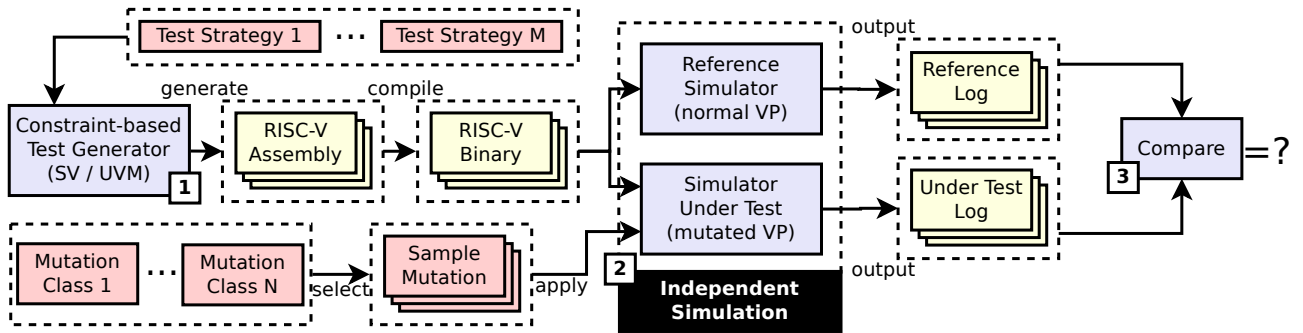 Test Strategy 1 ... Test Strategy M
generate
compile
Constraint-based
Test Generator
(SV / UVM)
1
RISC-V
Assembly
RISC-V
Binary
output
Reference
Simulator
(normal VP)
Reference
Log
Simulator
Under Test
(mutated VP)
Under Test
Log
output
Compare
3
=?
Mutation
Class 1
...
Mutation
Class N
select
Sample
Mutation
apply
2
Independent
Simulation